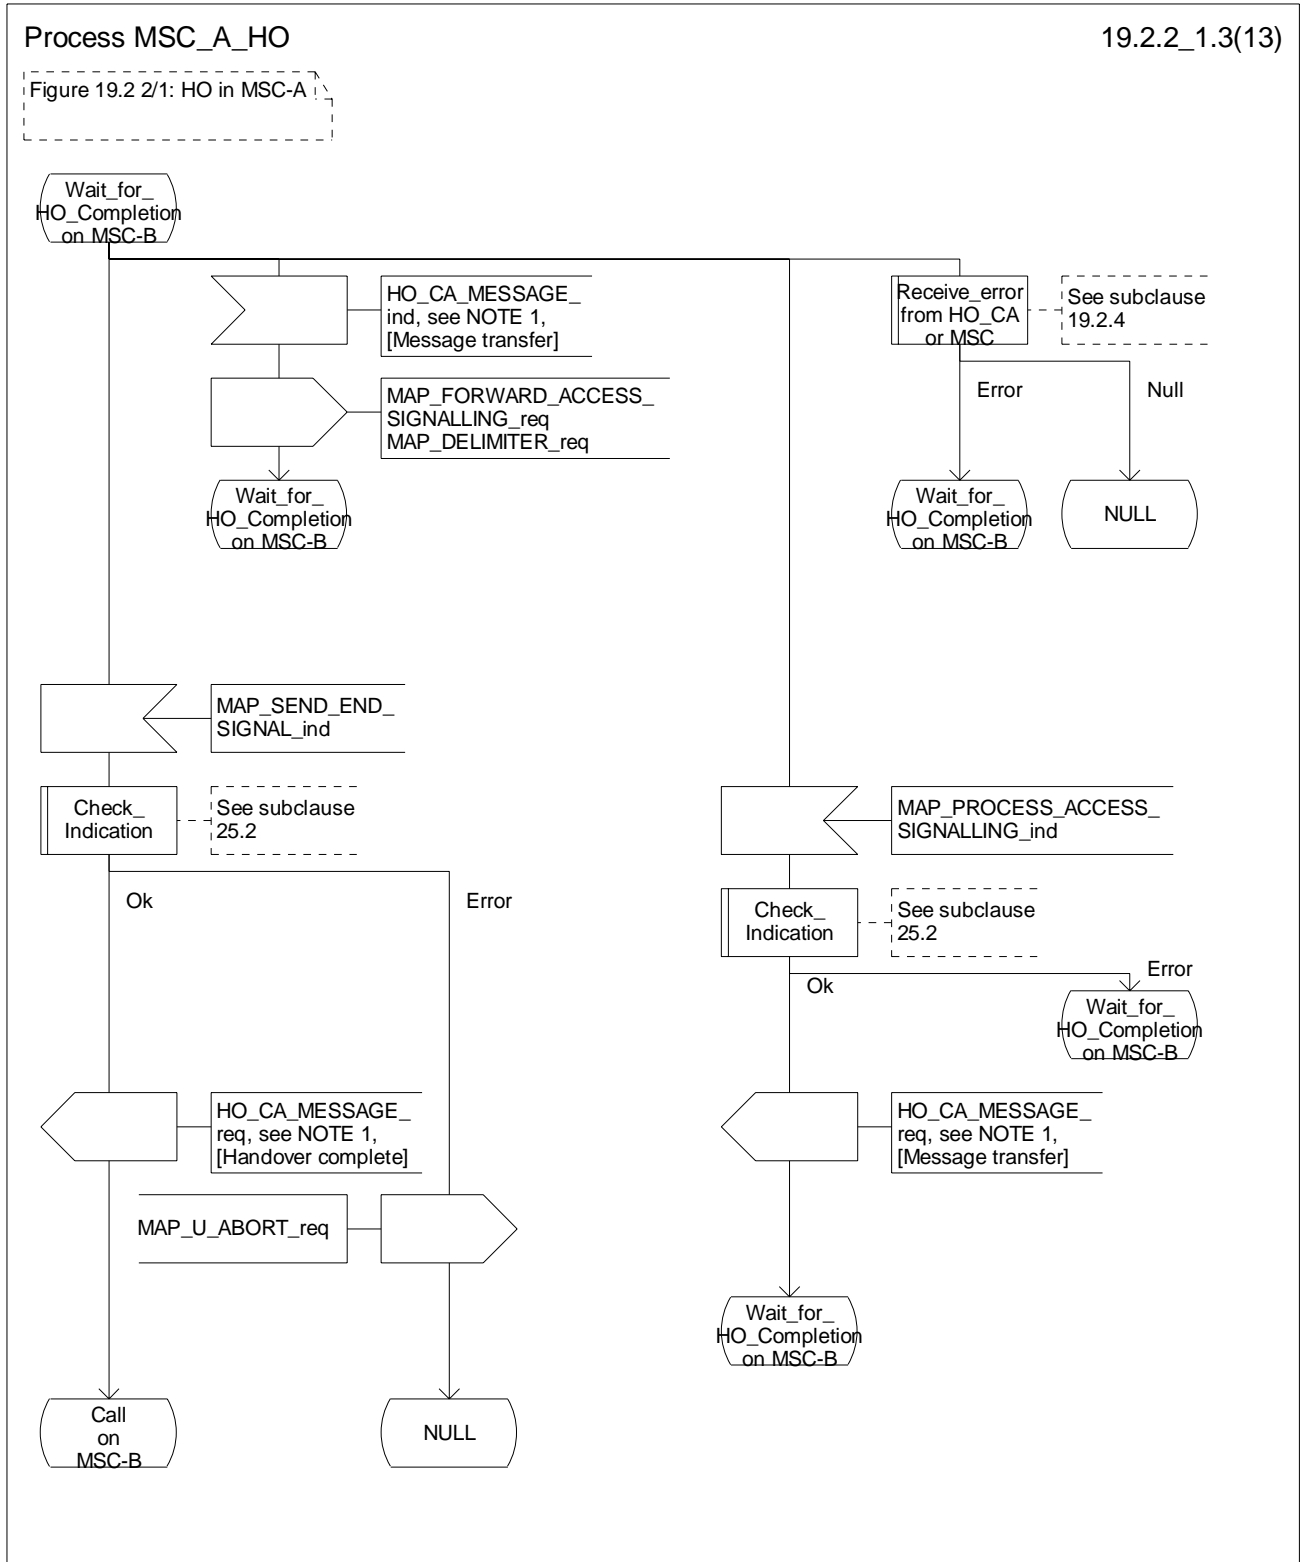 Process MSC_A_HO
19.2.2_1.3(13)
Figure 19.2 2/1: HO in MSC-A
Wait_for_
HO_Completion
on MSC-B
HO_CA_MESSAGE_
ind, see NOTE 1,
[Message transfer]
Receive_error
from HO_CA
or MSC
See subclause
19.2.4
MAP_FORWARD_ACCESS_
SIGNALLING_req
MAP_DELIMITER_req
Error
Null
Wait_for_
HO_Completion
on MSC-B
Wait_for_
HO_Completion
on MSC-B
NULL
MAP_SEND_END_
SIGNAL_ind
Check_
Indication
See subclause
25.2
MAP_PROCESS_ACCESS_
SIGNALLING_ind
Ok
Error
Check_
Indication
See subclause
25.2
Ok
Error
Wait_for_
HO_Completion
on MSC-B
HO_CA_MESSAGE_
req, see NOTE 1,
[Handover complete]
HO_CA_MESSAGE_
req, see NOTE 1,
[Message transfer]
MAP_U_ABORT_req
Wait_for_
HO_Completion
on MSC-B
Call
on
MSC-B
NULL